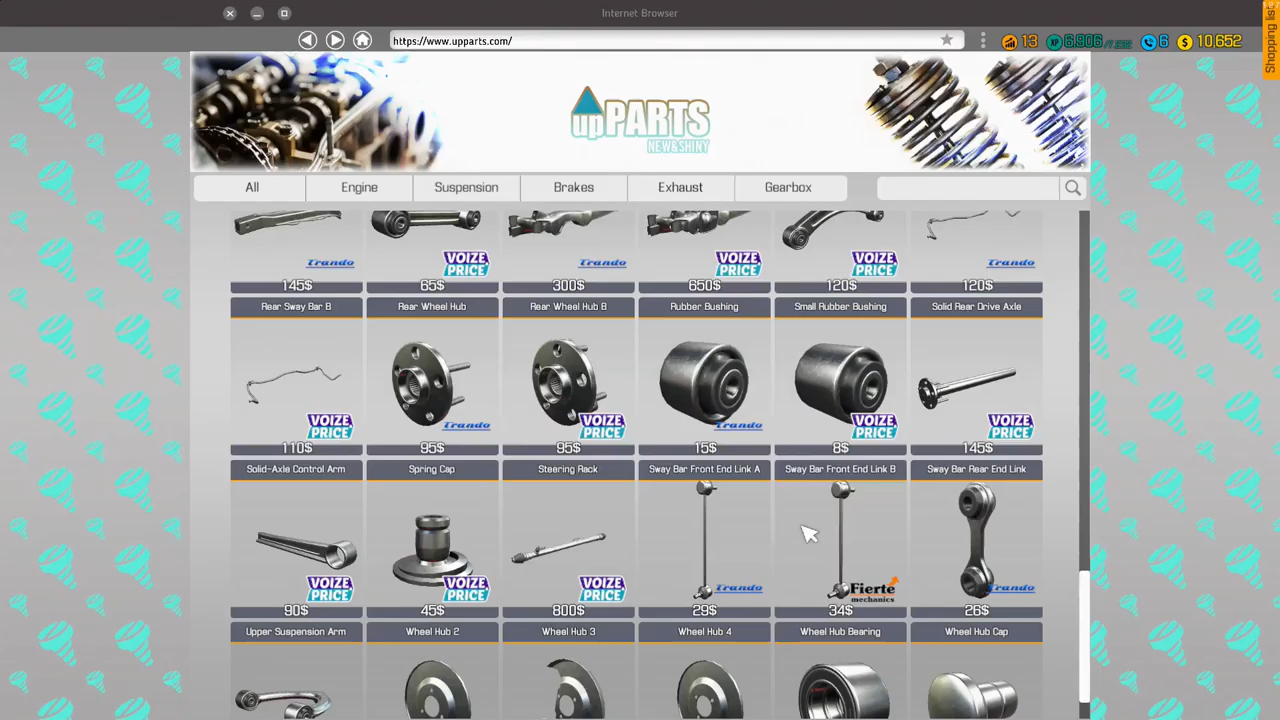 Internet Browser
https://www.upparts.com/
13
XP 6,906 /7,232
6
$ 10,652
Shopping list
upPARTS
NEW&SHINY
All
Engine
Suspension
Brakes
Exhaust
Gearbox
Trando
VOIZE PRICE
Trando
VOIZE PRICE
VOIZE PRICE
Trando
145$
65$
300$
650$
120$
120$
Rear Sway Bar B
Rear Wheel Hub
Rear Wheel Hub B
Rubber Bushing
Small Rubber Bushing
Solid Rear Drive Axle
VOIZE PRICE
Trando
VOIZE PRICE
Trando
VOIZE PRICE
VOIZE PRICE
110$
95$
95$
15$
8$
145$
Solid-Axle Control Arm
Spring Cap
Steering Rack
Sway Bar Front End Link A
Sway Bar Front End Link B
Sway Bar Rear End Link
VOIZE PRICE
VOIZE PRICE
VOIZE PRICE
Trando
Fierte mechanics
Trando
90$
45$
800$
29$
34$
26$
Upper Suspension Arm
Wheel Hub 2
Wheel Hub 3
Wheel Hub 4
Wheel Hub Bearing
Wheel Hub Cap